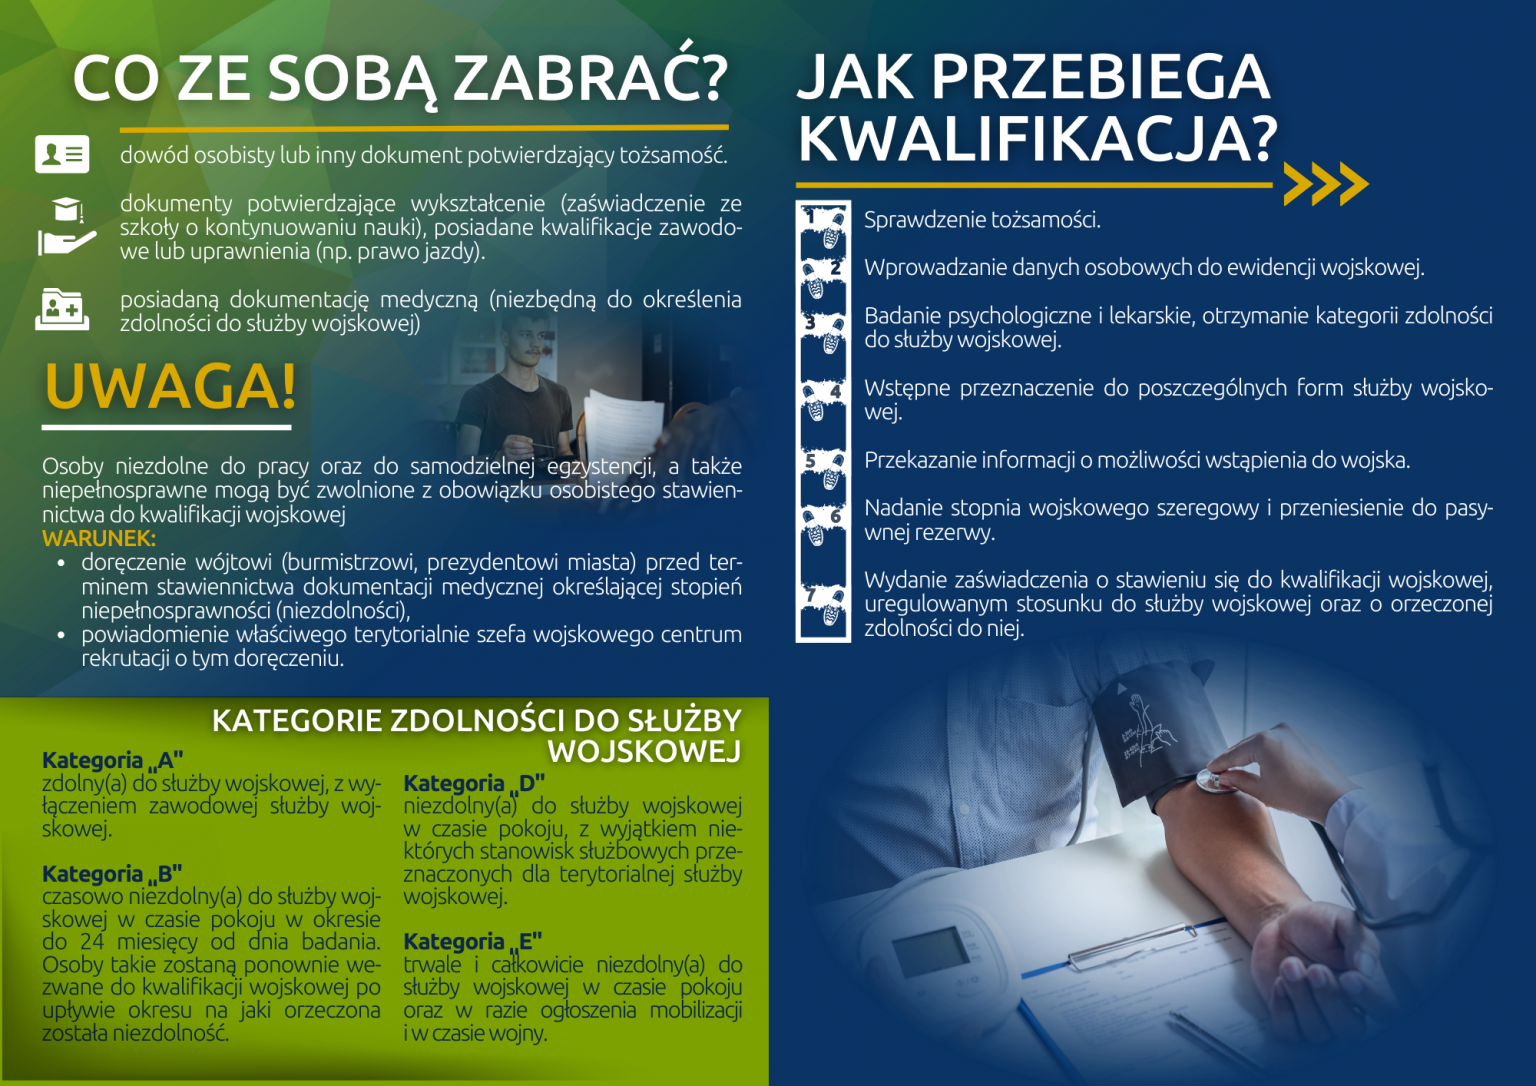 CO ZE SOBĄ ZABRAĆ?
dowód osobisty lub inny dokument potwierdzający tożsamość.
dokumenty potwierdzające wykształcenie (zaświadczenie ze
szkoły o kontynuowaniu nauki), posiadane kwalifikacje zawodo-
we lub uprawnienia (np. prawo jazdy).
posiadaną dokumentację medyczną (niezbędną do określenia
zdolności do służby wojskowej)
UWAGA!
Osoby niezdolne do pracy oraz do samodzielnej egzystencji, a także
niepełnosprawne mogą być zwolnione z obowiązku osobistego stawien-
nictwa do kwalifikacji wojskowej
WARUNEK:
• doręczenie wójtowi (burmistrzowi, prezydentowi miasta) przed ter-
minem stawiennictwa dokumentacji medycznej określającej stopień
niepełnosprawności (niezdolności),
• powiadomienie właściwego terytorialnie szefa wojskowego centrum
rekrutacji o tym doręczeniu.
KATEGORIE ZDOLNOŚCI DO SŁUŻBY
WOJSKOWEJ
Kategoria „A"
zdolny(a) do służby wojskowej, z wy-
łączeniem zawodowej służby woj-
skowej.
Kategoria „B"
czasowo niezdolny(a) do służby woj-
skowej w czasie pokoju w okresie
do 24 miesięcy od dnia badania.
Osoby takie zostaną ponownie we-
zwane do kwalifikacji wojskowej po
upływie okresu na jaki orzeczona
została niezdolność.
Kategoria „D"
niezdolny(a) do służby wojskowej
w czasie pokoju, z wyjątkiem nie-
których stanowisk służbowych prze-
znaczonych dla terytorialnej służby
wojskowej.
Kategoria „E"
trwale i całkowicie niezdolny(a) do
służby wojskowej w czasie pokoju
oraz w razie ogłoszenia mobilizacji
i w czasie wojny.
JAK PRZEBIEGA
KWALIFIKACJA?
1 Sprawdzenie tożsamości.
2 Wprowadzanie danych osobowych do ewidencji wojskowej.
3 Badanie psychologiczne i lekarskie, otrzymanie kategorii zdolności
do służby wojskowej.
4 Wstępne przeznaczenie do poszczególnych form służby wojsko-
wej.
5 Przekazanie informacji o możliwości wstąpienia do wojska.
6 Nadanie stopnia wojskowego szeregowy i przeniesienie do pasy-
wnej rezerwy.
7 Wydanie zaświadczenia o stawieniu się do kwalifikacji wojskowej,
uregulowanym stosunku do służby wojskowej oraz o orzeczonej
zdolności do niej.